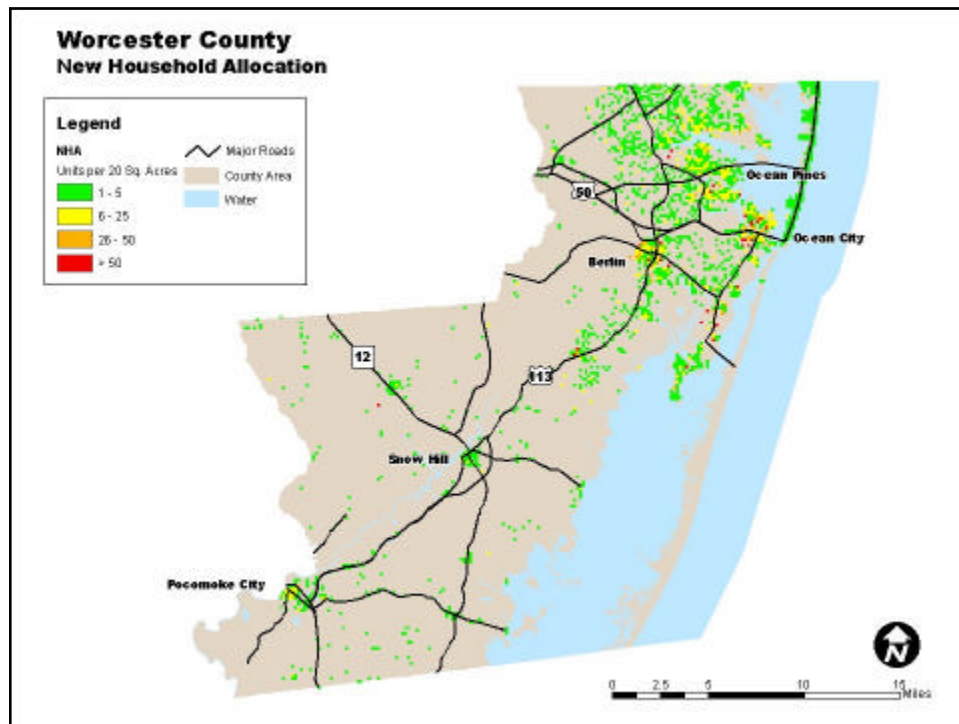 Worcester County
New Household Allocation
Legend
NHA
Units per 20 Sq. Acres
1 - 5
6 - 25
26 - 50
> 50
Major Roads
County Area
Water
50
Ocean Pines
Ocean City
Berlin
12
113
Snow Hill
Pocomoke City
N
0 2.5 5 10 15
Miles